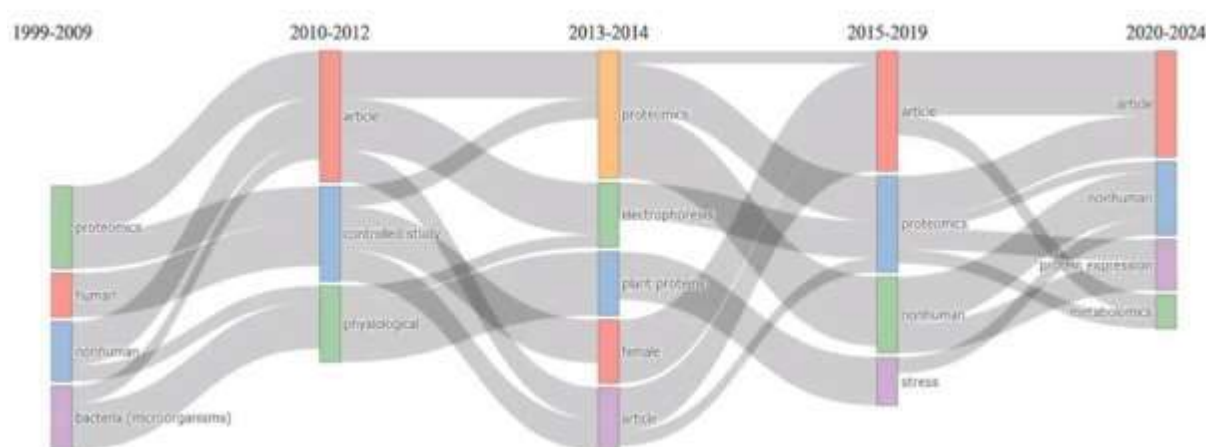 1999-2009
2010-2012
2013-2014
2015-2019
2020-2024
proteomics
human
nonhuman
bacteria (microorganisms)
article
controlled study
physiological
proteomics
electrophoresis
plant proteins
female
article
article
proteomics
nonhuman
stress
article
nonhuman
protein expression
metabolomics